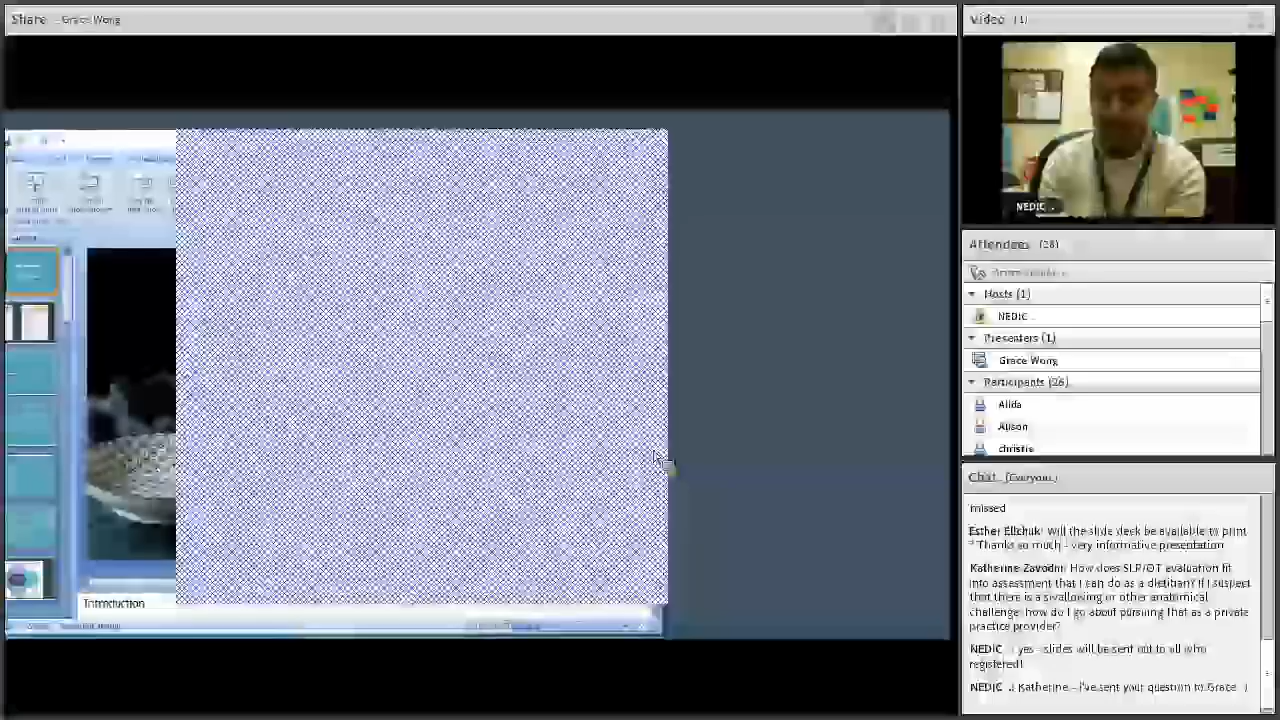 Share - Grace Wong
Introduction
Video (1)
NEDIC .
Attendees (28)
Hosts (1)
NEDIC .
Presenters (1)
Grace Wong
Participants (26)
Alida
Alison
christie
Chat (Everyone)
missed
Esther Ellchuk: Will the slide deck be available to print
? Thanks so much - very informative presentation
Katherine Zavodni: How does SLP/OT evaluation fit
into assessment that I can do as a dietitian? If I suspect
that there is a swallowing or other anatomical
challenge, how do I go about pursuing that as a private
practice provider?
NEDIC .: yes - slides will be sent out to all who
registered!
NEDIC .: Katherine - I've sent your question to Grace :)